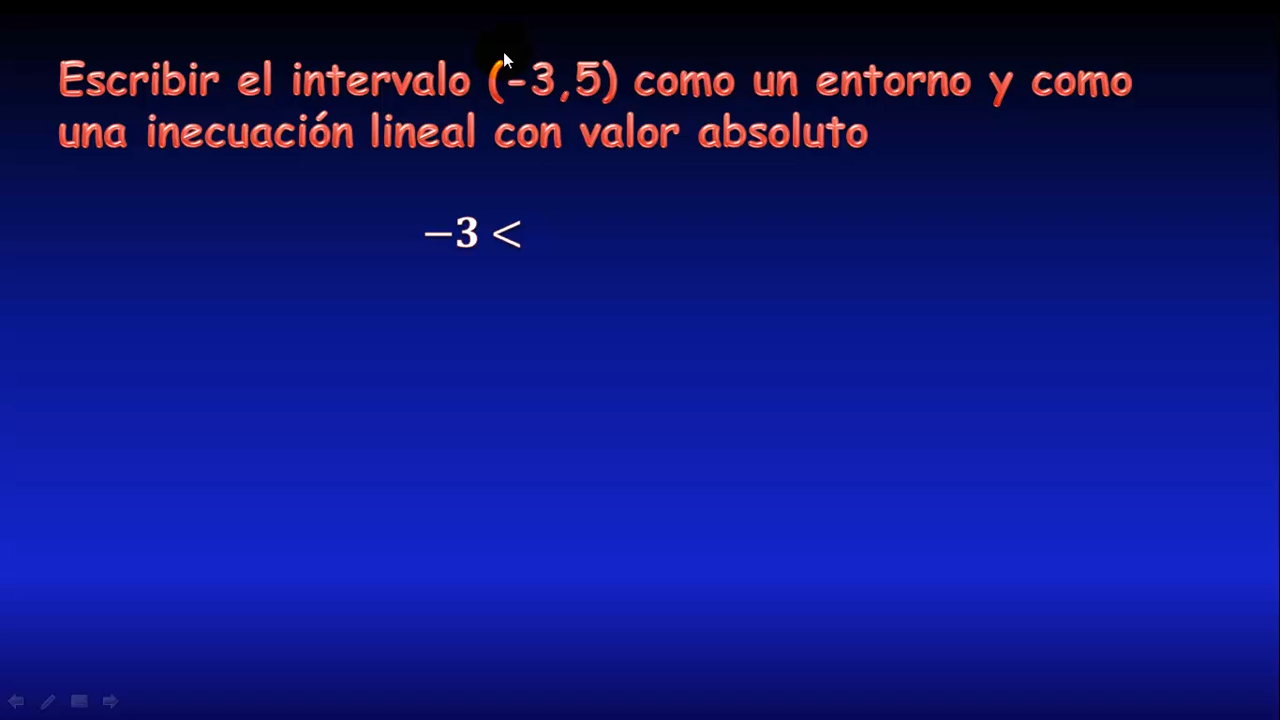 Escribir el intervalo (-3,5) como un entorno y como
una inecuación lineal con valor absoluto
−3 <